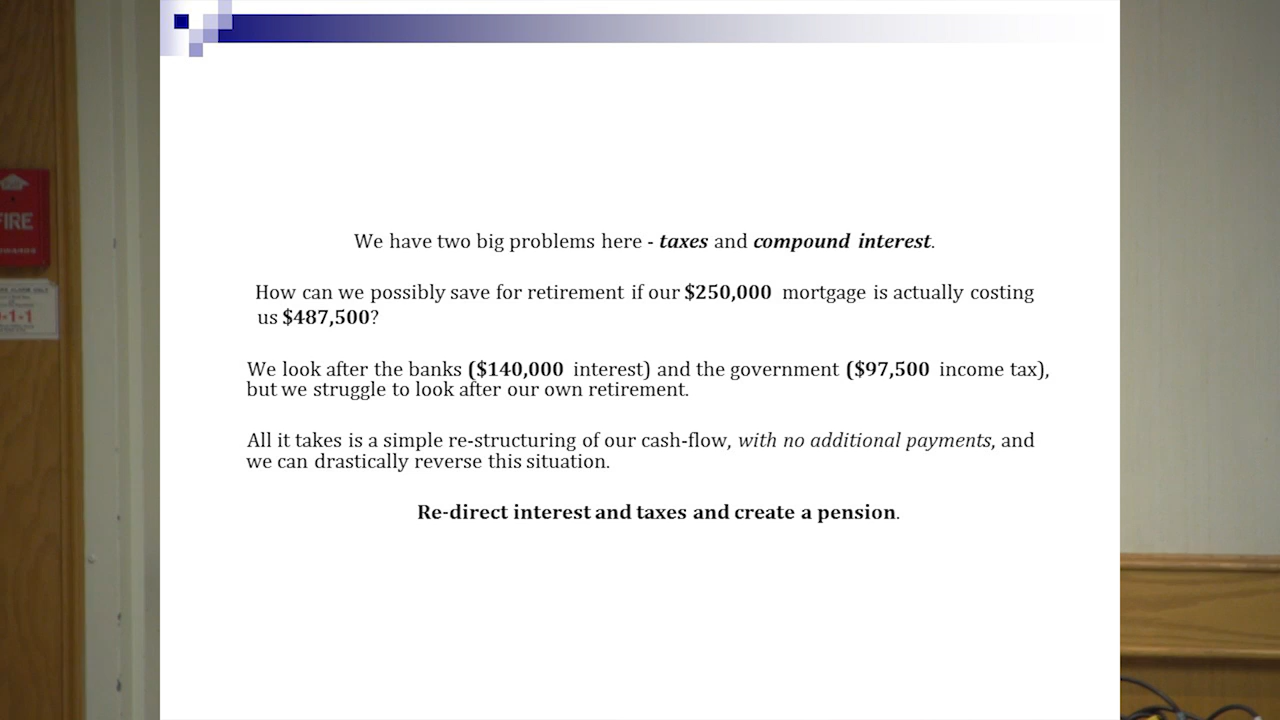 We have two big problems here - taxes and compound interest.
How can we possibly save for retirement if our $250,000 mortgage is actually costing
us $487,500?
We look after the banks ($140,000 interest) and the government ($97,500 income tax),
but we struggle to look after our own retirement.
All it takes is a simple re-structuring of our cash-flow, with no additional payments, and
we can drastically reverse this situation.
Re-direct interest and taxes and create a pension.
FIRE